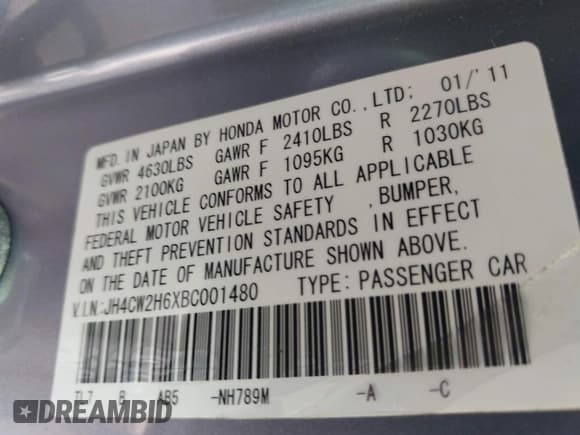 MFD. IN JAPAN BY HONDA MOTOR CO.,LTD; 01/'11
GVWR 4630LBS GAWR F 2410LBS R 2270LBS
GVWR 2100KG GAWR F 1095KG R 1030KG
THIS VEHICLE CONFORMS TO ALL APPLICABLE
FEDERAL MOTOR VEHICLE SAFETY ,BUMPER,
AND THEFT PREVENTION STANDARDS IN EFFECT
ON THE DATE OF MANUFACTURE SHOWN ABOVE.
V.I.N.:JH4CW2H6XBC001480 TYPE:PASSENGER CAR
TL7 B AB5 -NH789M -A -C
DREAMBID